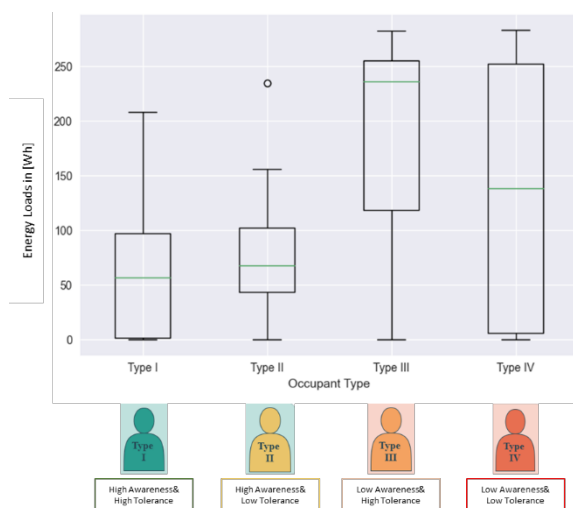 250
200
150
100
50
0
Energy Loads in [Wh]
Type I
Type II
Type III
Type IV
Occupant Type
Type
I
Type
II
Type
III
Type
IV
High Awareness&
High Tolerance
High Awareness&
Low Tolerance
Low Awareness&
High Tolerance
Low Awareness&
Low Tolerance